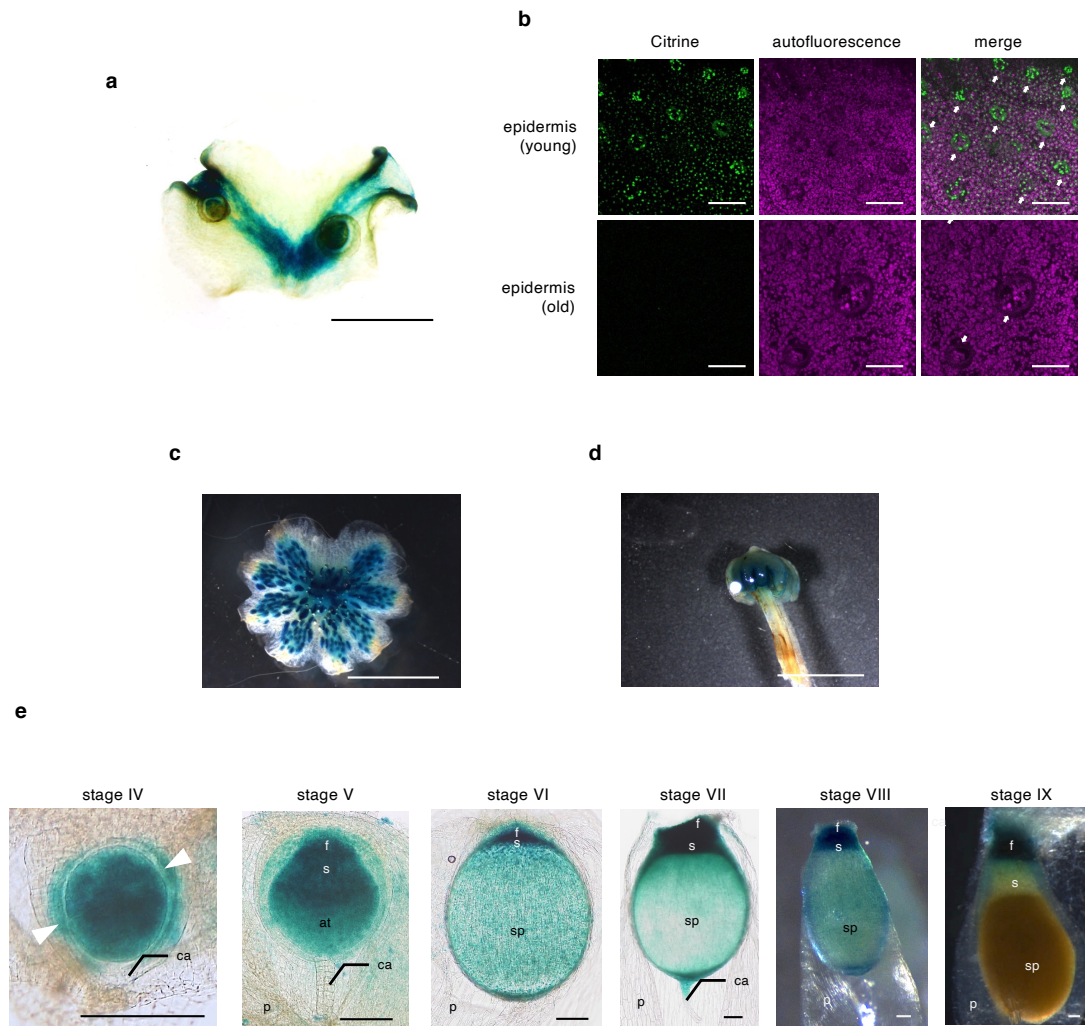 a
b
Citrine autofluorescence merge
epidermis
(young)
epidermis
(old)
c
d
e
stage IV stage V stage VI stage VII stage VIII stage IX
f f f f f
s s s s * s
at sp sp sp sp
ca ca ca
p p p p p